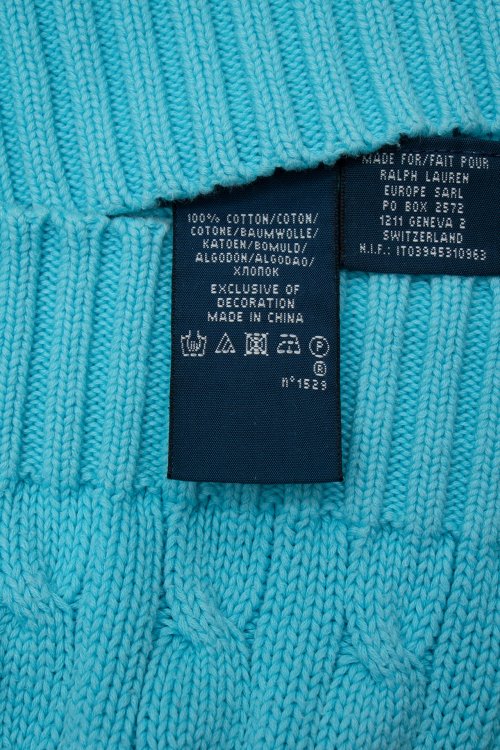 100% COTTON/COTON/
COTONE/BAUMWOLLE/
KATOEN/BOMULD/
ALGODON/ALGODAO/
ХЛОПОК
EXCLUSIVE OF
DECORATION
MADE IN CHINA
P
®
n°1529
MADE FOR/FAIT POUR
RALPH LAUREN
EUROPE SARL
PO BOX 2572
1211 GENEVA 2
SWITZERLAND
N.I.F.: IT03945310963